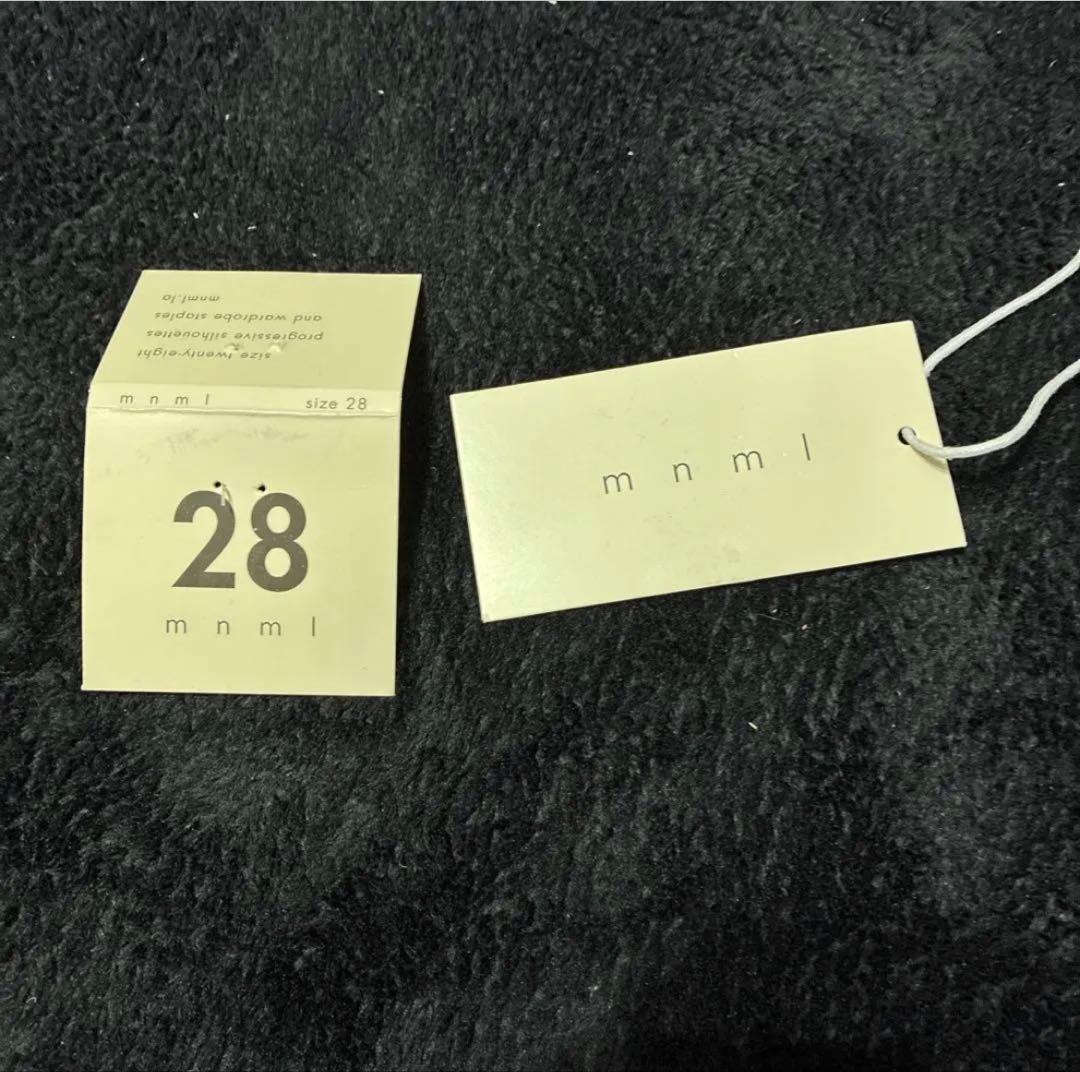 mnml.la
and wardrobe staples
progressive silhouettes
size twenty-eight
m n m l size 28
28
m n m l
m n m l